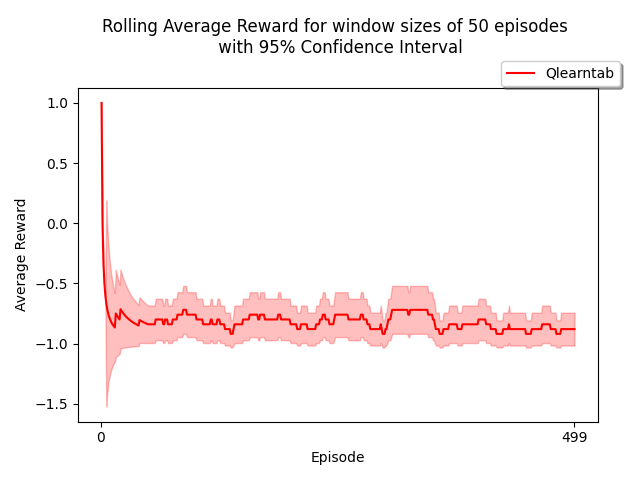 Rolling Average Reward for window sizes of 50 episodes
with 95% Confidence Interval
Qlearntab
1.0
0.5
0.0
−0.5
−1.0
−1.5
Average Reward
0
499
Episode